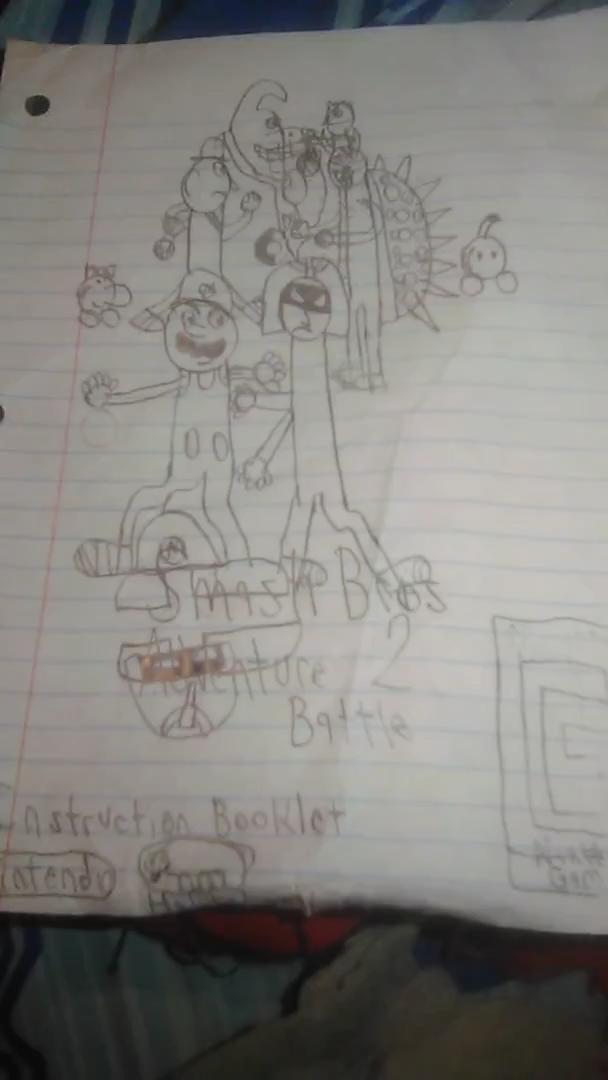 Smash Bros
Adventure 2
Battle
Instruction Booklet
Nintendo